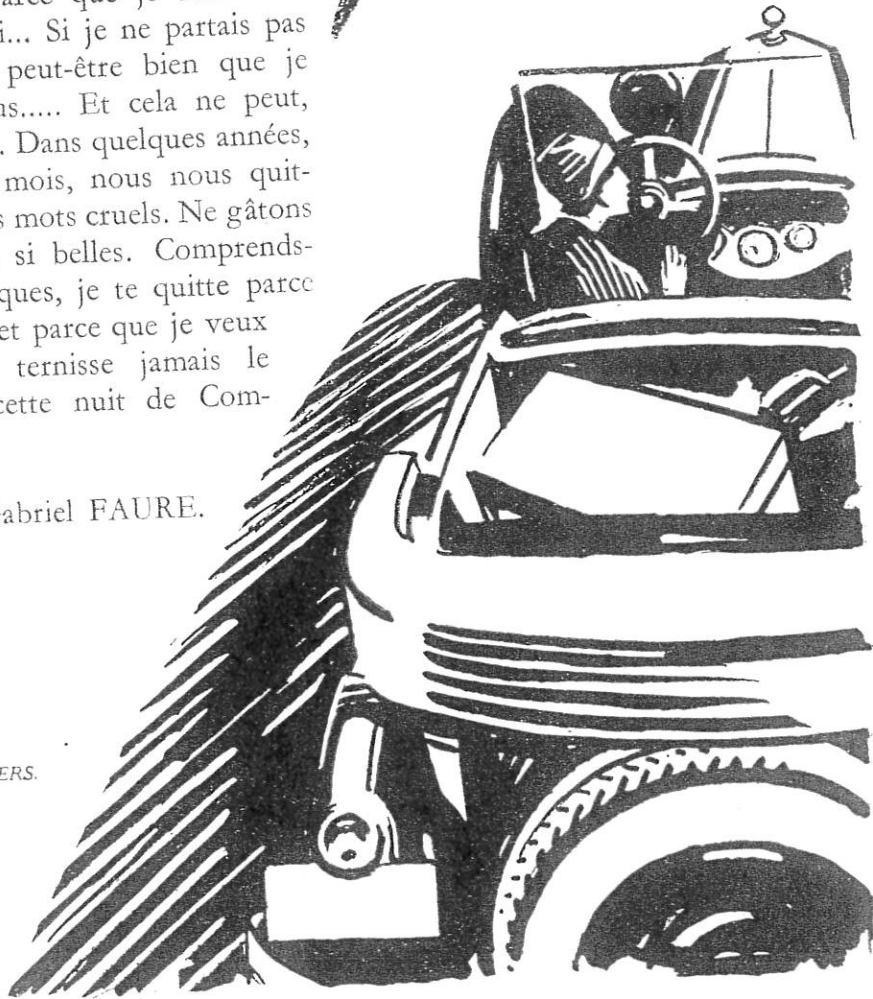 que je
Si je ne partais pas
peut-être bien que je
Et cela ne peut,
Dans quelques années,
mois, nous nous quit-
mots cruels. Ne gâtons
si belles. Comprends-
je te quitte parce
et parce que je veux
ternisse jamais le
cette nuit de Com-
abriel FAURE.
ERS.